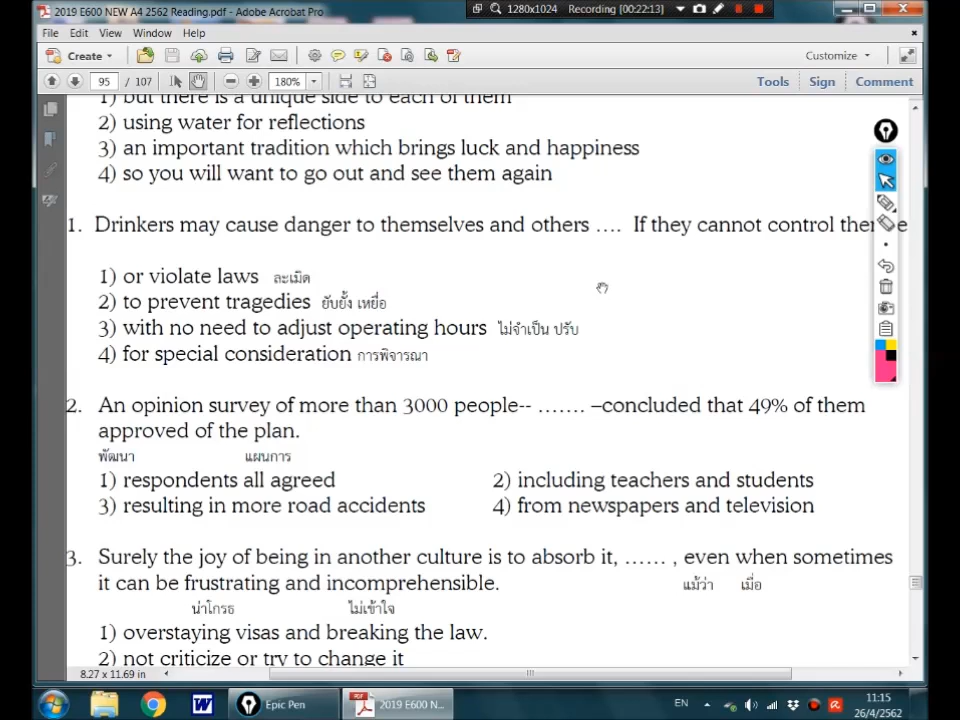 2019 E600 NEW A4 2562 Reading.pdf - Adobe Acrobat Pro
1280x1024 Recording [00:22:13]
File Edit View Window Help
Create Customize
95 / 107 180% Tools Sign Comment
1) but there is a unique side to each of them
2) using water for reflections
3) an important tradition which brings luck and happiness
4) so you will want to go out and see them again
1. Drinkers may cause danger to themselves and others …. If they cannot control
1) or violate laws ละเมิด
2) to prevent tragedies ยับยั้ง เหยื่อ
3) with no need to adjust operating hours ไม่จำเป็น ปรับ
4) for special consideration การพิจารณา
2. An opinion survey of more than 3000 people-- ……. –concluded that 49% of them
approved of the plan.
พัฒนา แผนการ
1) respondents all agreed 2) including teachers and students
3) resulting in more road accidents 4) from newspapers and television
3. Surely the joy of being in another culture is to absorb it, …… , even when sometimes
it can be frustrating and incomprehensible. แม้ว่า เมื่อ
น่าโกรธ ไม่เข้าใจ
1) overstaying visas and breaking the law.
2) not criticize or try to change it
8.27 x 11.69 in
Epic Pen 2019 E600 N... EN 11:15
26/4/2562